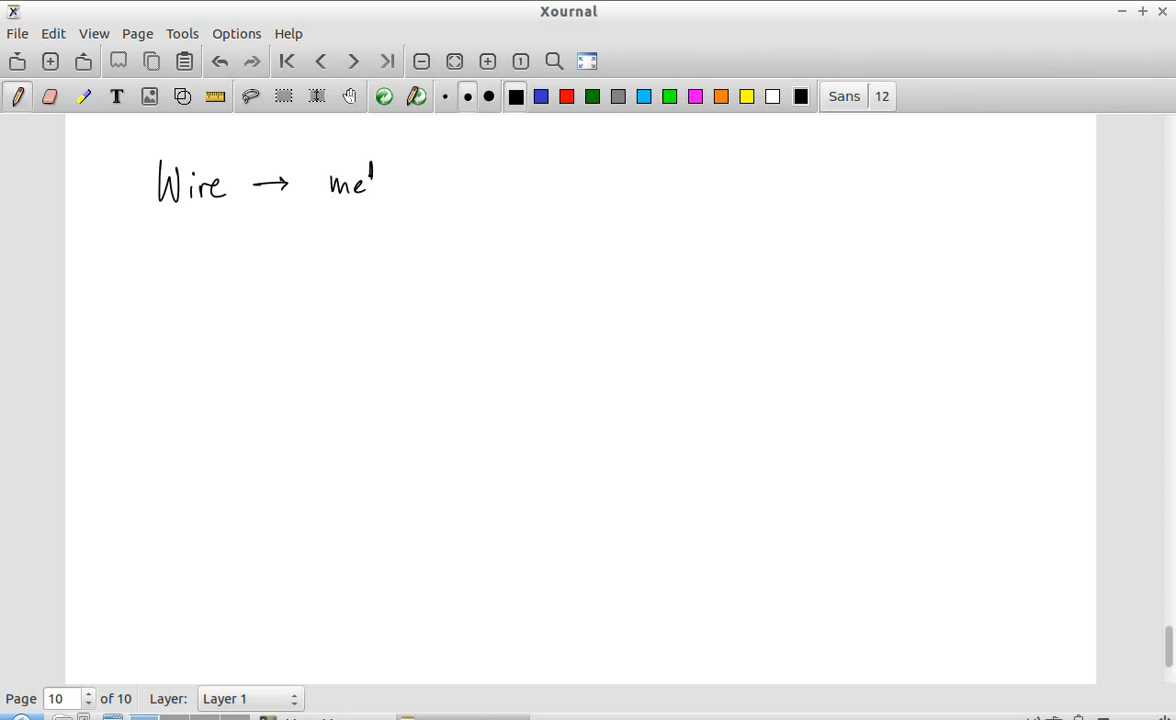 Xournal
File Edit View Page Tools Options Help
Sans 12
Wire → me
Page 10 of 10 Layer: Layer 1